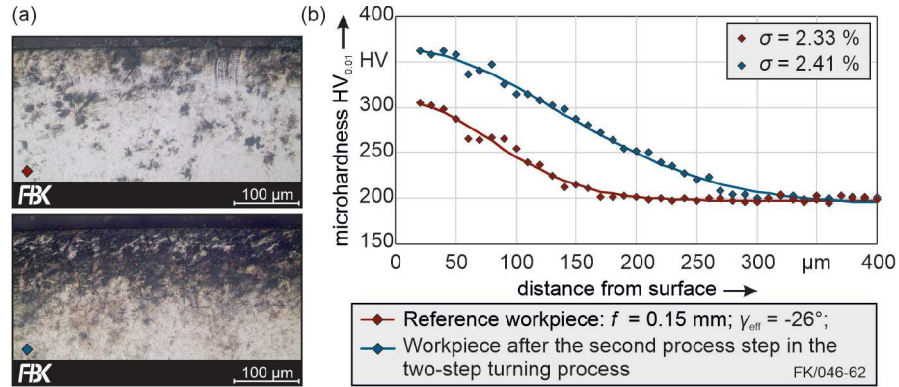 (a)
FBK
100 µm
FBK
100 µm
(b)
microhardness HV0.01
400
HV
300
250
200
150
0
50
100
150
200
250
300
µm
400
distance from surface
σ = 2.33 %
σ = 2.41 %
Reference workpiece: f = 0.15 mm; γeff = -26°;
Workpiece after the second process step in the
two-step turning process
FK/046-62